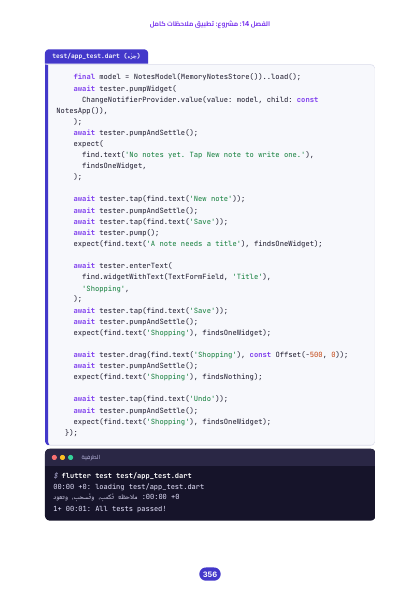 الفصل 14: مشروع: تطبيق ملاحظات كامل
test/app_test.dart (جزء)
final model = NotesModel(MemoryNotesStore())..load();
await tester.pumpWidget(
ChangeNotifierProvider.value(value: model, child: const
NotesApp()),
);
await tester.pumpAndSettle();
expect(
find.text('No notes yet. Tap New note to write one.'),
findsOneWidget,
);
await tester.tap(find.text('New note'));
await tester.pumpAndSettle();
await tester.tap(find.text('Save'));
await tester.pump();
expect(find.text('A note needs a title'), findsOneWidget);
await tester.enterText(
find.widgetWithText(TextFormField, 'Title'),
'Shopping',
);
await tester.tap(find.text('Save'));
await tester.pumpAndSettle();
expect(find.text('Shopping'), findsOneWidget);
await tester.drag(find.text('Shopping'), const Offset(-500, 0));
await tester.pumpAndSettle();
expect(find.text('Shopping'), findsNothing);
await tester.tap(find.text('Undo'));
await tester.pumpAndSettle();
expect(find.text('Shopping'), findsOneWidget);
});
الطرفية
$ flutter test test/app_test.dart
00:00 +0: loading test/app_test.dart
00:00 +0: ملاحظة تُكتب، وتُسحب، وتعود
00:01 +1: All tests passed!
356